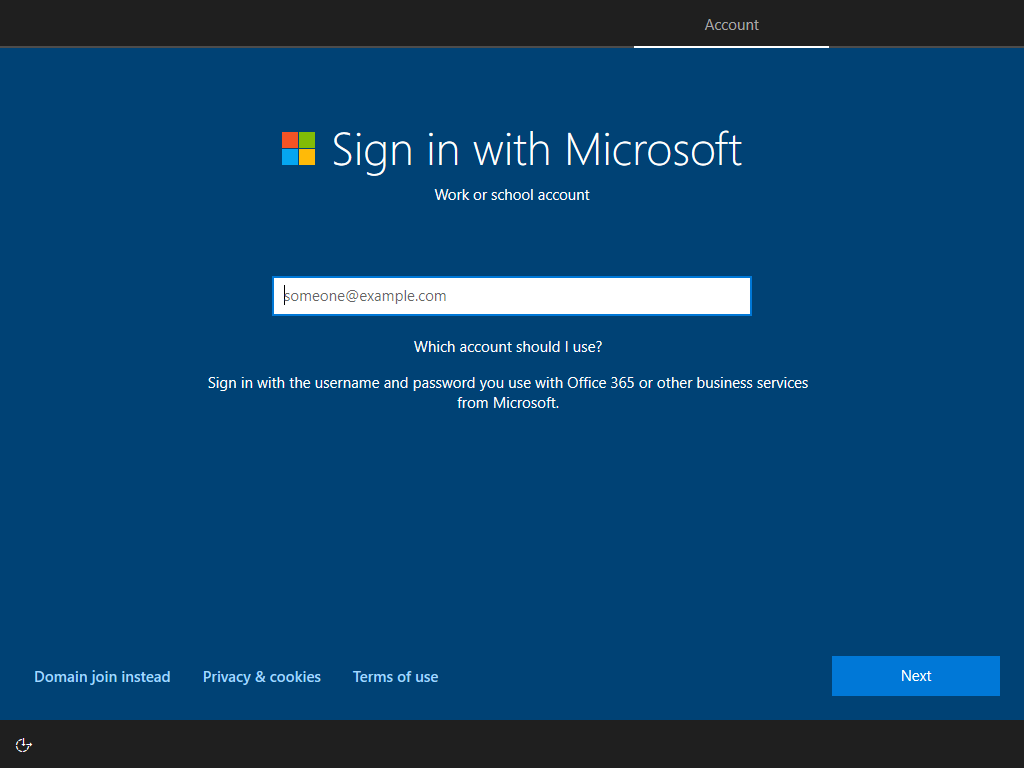 Account
Sign in with Microsoft
Work or school account
someone@example.com
Which account should I use?
Sign in with the username and password you use with Office 365 or other business services
from Microsoft.
Domain join instead
Privacy & cookies
Terms of use
Next